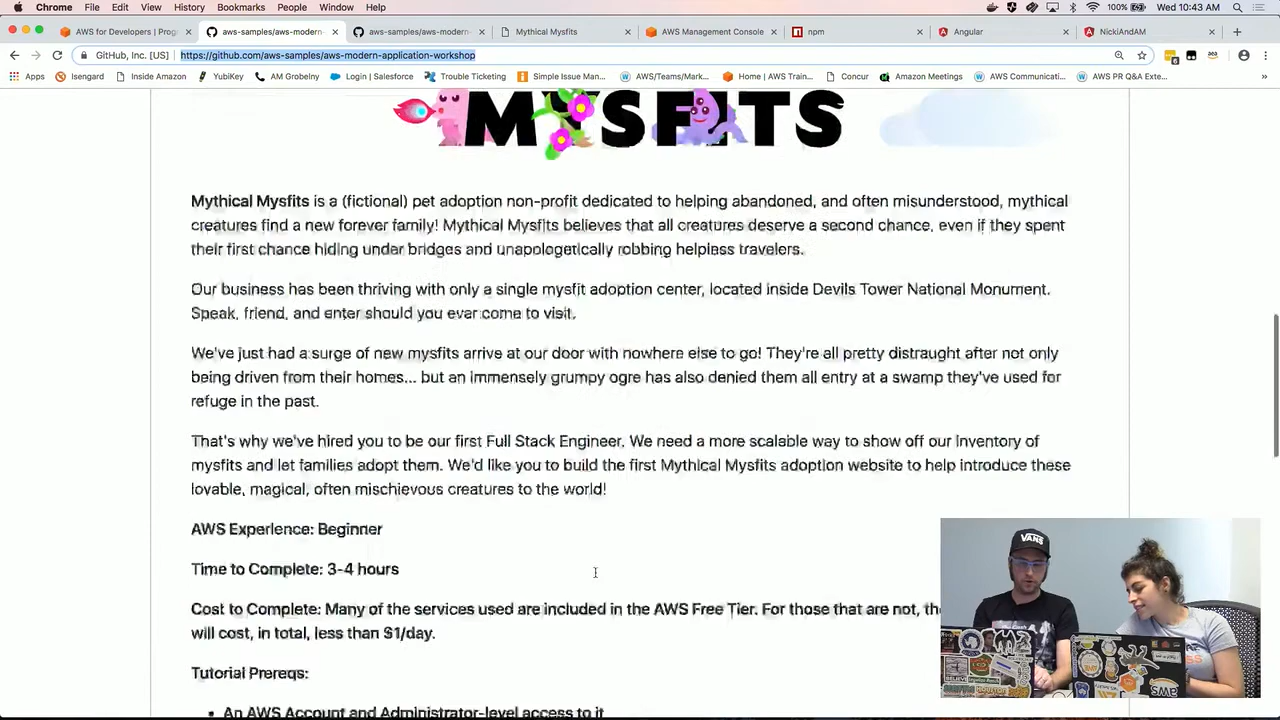 Chrome File Edit View History Bookmarks People Window Help 100% Wed 10:43 AM
AWS for Developers | Progra aws-samples/aws-modern- aws-samples/aws-modern- Mythical Mysfits AWS Management Console npm Angular NickiAndAM
GitHub, Inc. [US] https://github.com/aws-samples/aws-modern-application-workshop
Apps Isengard Inside Amazon YubiKey AM Grobelny Login | Salesforce Trouble Ticketing Simple Issue Man... AWS/Teams/Mark... Home | AWS Train... Concur Amazon Meetings AWS Communicati... AWS PR Q&A Exte...
MYSFITS
Mythical Mysfits is a (fictional) pet adoption non-profit dedicated to helping abandoned, and often misunderstood, mythical
creatures find a new forever family! Mythical Mysfits believes that all creatures deserve a second chance, even if they spent
their first chance hiding under bridges and unapologetically robbing helpless travelers.
Our business has been thriving with only a single mysfit adoption center, located inside Devils Tower National Monument.
Speak, friend, and enter should you ever come to visit.
We've just had a surge of new mysfits arrive at our door with nowhere else to go! They're all pretty distraught after not only
being driven from their homes... but an immensely grumpy ogre has also denied them all entry at a swamp they've used for
refuge in the past.
That's why we've hired you to be our first Full Stack Engineer. We need a more scalable way to show off our inventory of
mysfits and let families adopt them. We'd like you to build the first Mythical Mysfits adoption website to help introduce these
lovable, magical, often mischievous creatures to the world!
AWS Experience: Beginner
Time to Complete: 3-4 hours
Cost to Complete: Many of the services used are included in the AWS Free Tier. For those that are not, the
will cost, in total, less than $1/day.
Tutorial Prereqs:
An AWS Account and Administrator-level access to it
VANS
aws